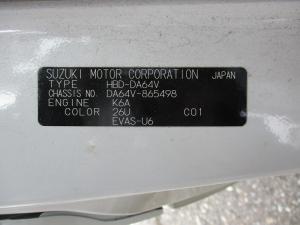 SUZUKI MOTOR CORPORATION JAPAN
TYPE HBD-DA64V
CHASSIS NO. DA64V-865498
ENGINE K6A
COLOR 26U C01
EVAS-U6